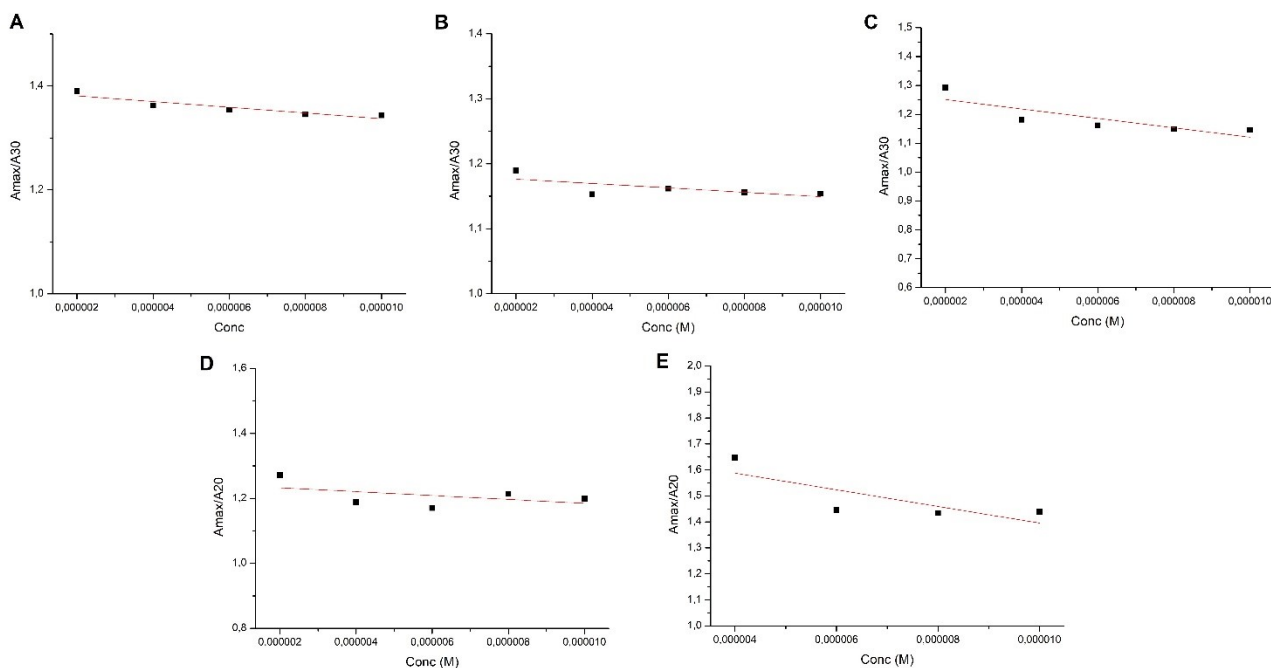 A
1,4
1,2
1,0
Amax/A30
0,000002 0,000004 0,000006 0,000008 0,000010
Conc
B
1,4
1,3
1,2
1,1
1,0
Amax/A30
0,000002 0,000004 0,000006 0,000008 0,000010
Conc (M)
C
1,5
1,4
1,3
1,2
1,1
1,0
0,9
0,8
0,7
0,6
Amax/A30
0,000002 0,000004 0,000006 0,000008 0,000010
Conc (M)
D
1,6
1,4
1,2
1,0
0,8
Amax/A20
0,000002 0,000004 0,000006 0,000008 0,000010
Conc (M)
E
2,0
1,9
1,8
1,7
1,6
1,5
1,4
1,3
1,2
1,1
1,0
Amax/A20
0,000004 0,000006 0,000008 0,000010
Conc (M)